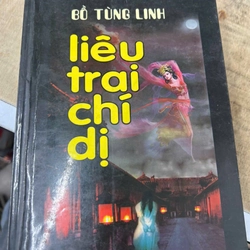 BỒ TÙNG LINH
liêu
trai
chí
dị